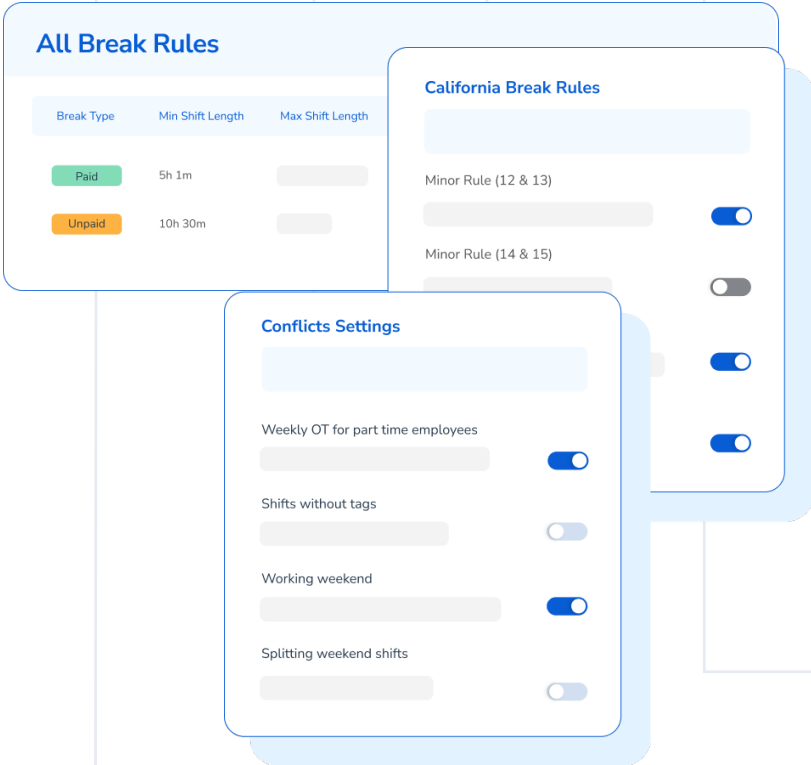 All Break Rules
Break Type Min Shift Length Max Shift Length
Paid 5h 1m
Unpaid 10h 30m
California Break Rules
Minor Rule (12 & 13)
Minor Rule (14 & 15)
Conflicts Settings
Weekly OT for part time employees
Shifts without tags
Working weekend
Splitting weekend shifts